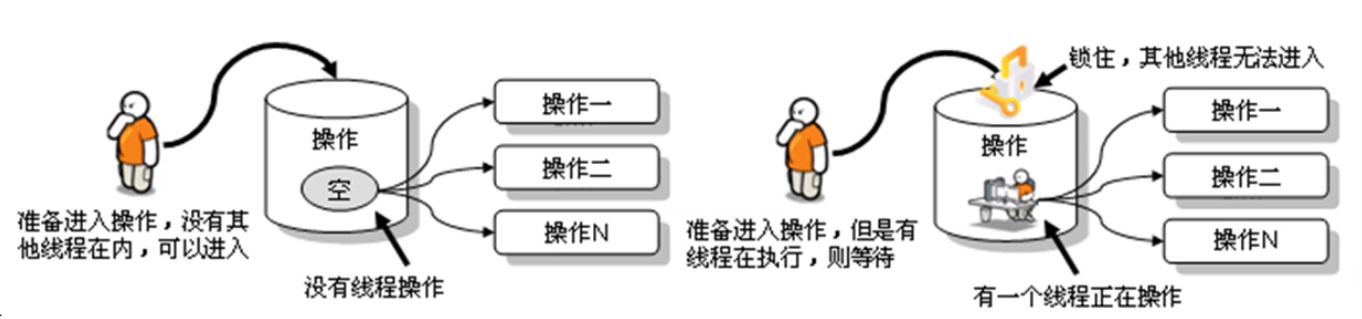 操作
空
操作一
操作二
操作N
准备进入操作，没有其
他线程在内，可以进入
没有线程操作
锁住，其他线程无法进入
操作
操作一
操作二
操作N
准备进入操作，但是有
线程在执行，则等待
有一个线程正在操作